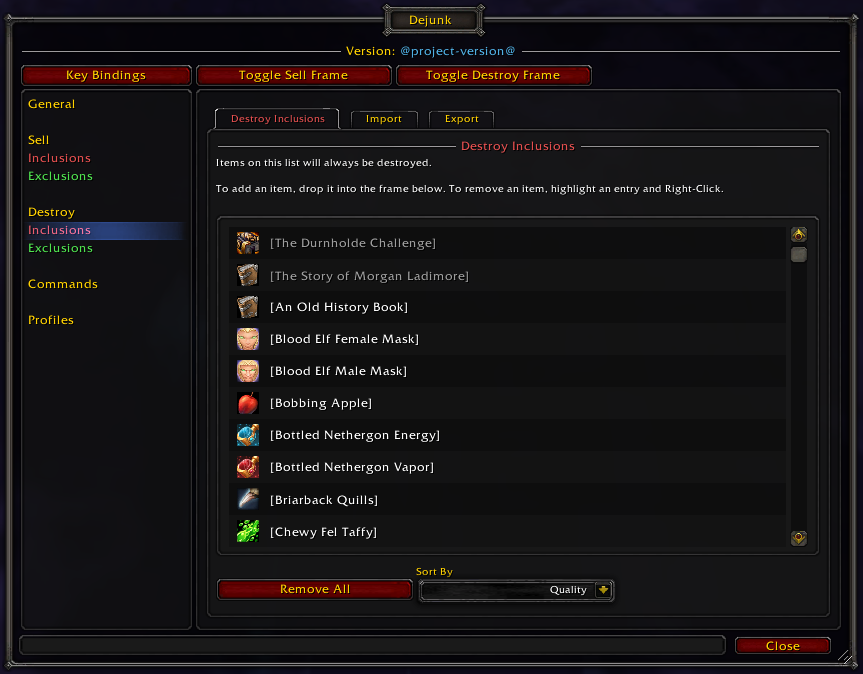 Dejunk
Version: @project-version@
Key Bindings
Toggle Sell Frame
Toggle Destroy Frame
General
Sell
Inclusions
Exclusions
Destroy
Inclusions
Exclusions
Commands
Profiles
Destroy Inclusions
Import
Export
Destroy Inclusions
Items on this list will always be destroyed.
To add an item, drop it into the frame below. To remove an item, highlight an entry and Right-Click.
[The Durnholde Challenge]
[The Story of Morgan Ladimore]
[An Old History Book]
[Blood Elf Female Mask]
[Blood Elf Male Mask]
[Bobbing Apple]
[Bottled Nethergon Energy]
[Bottled Nethergon Vapor]
[Briarback Quills]
[Chewy Fel Taffy]
Sort By
Remove All
Quality
Close